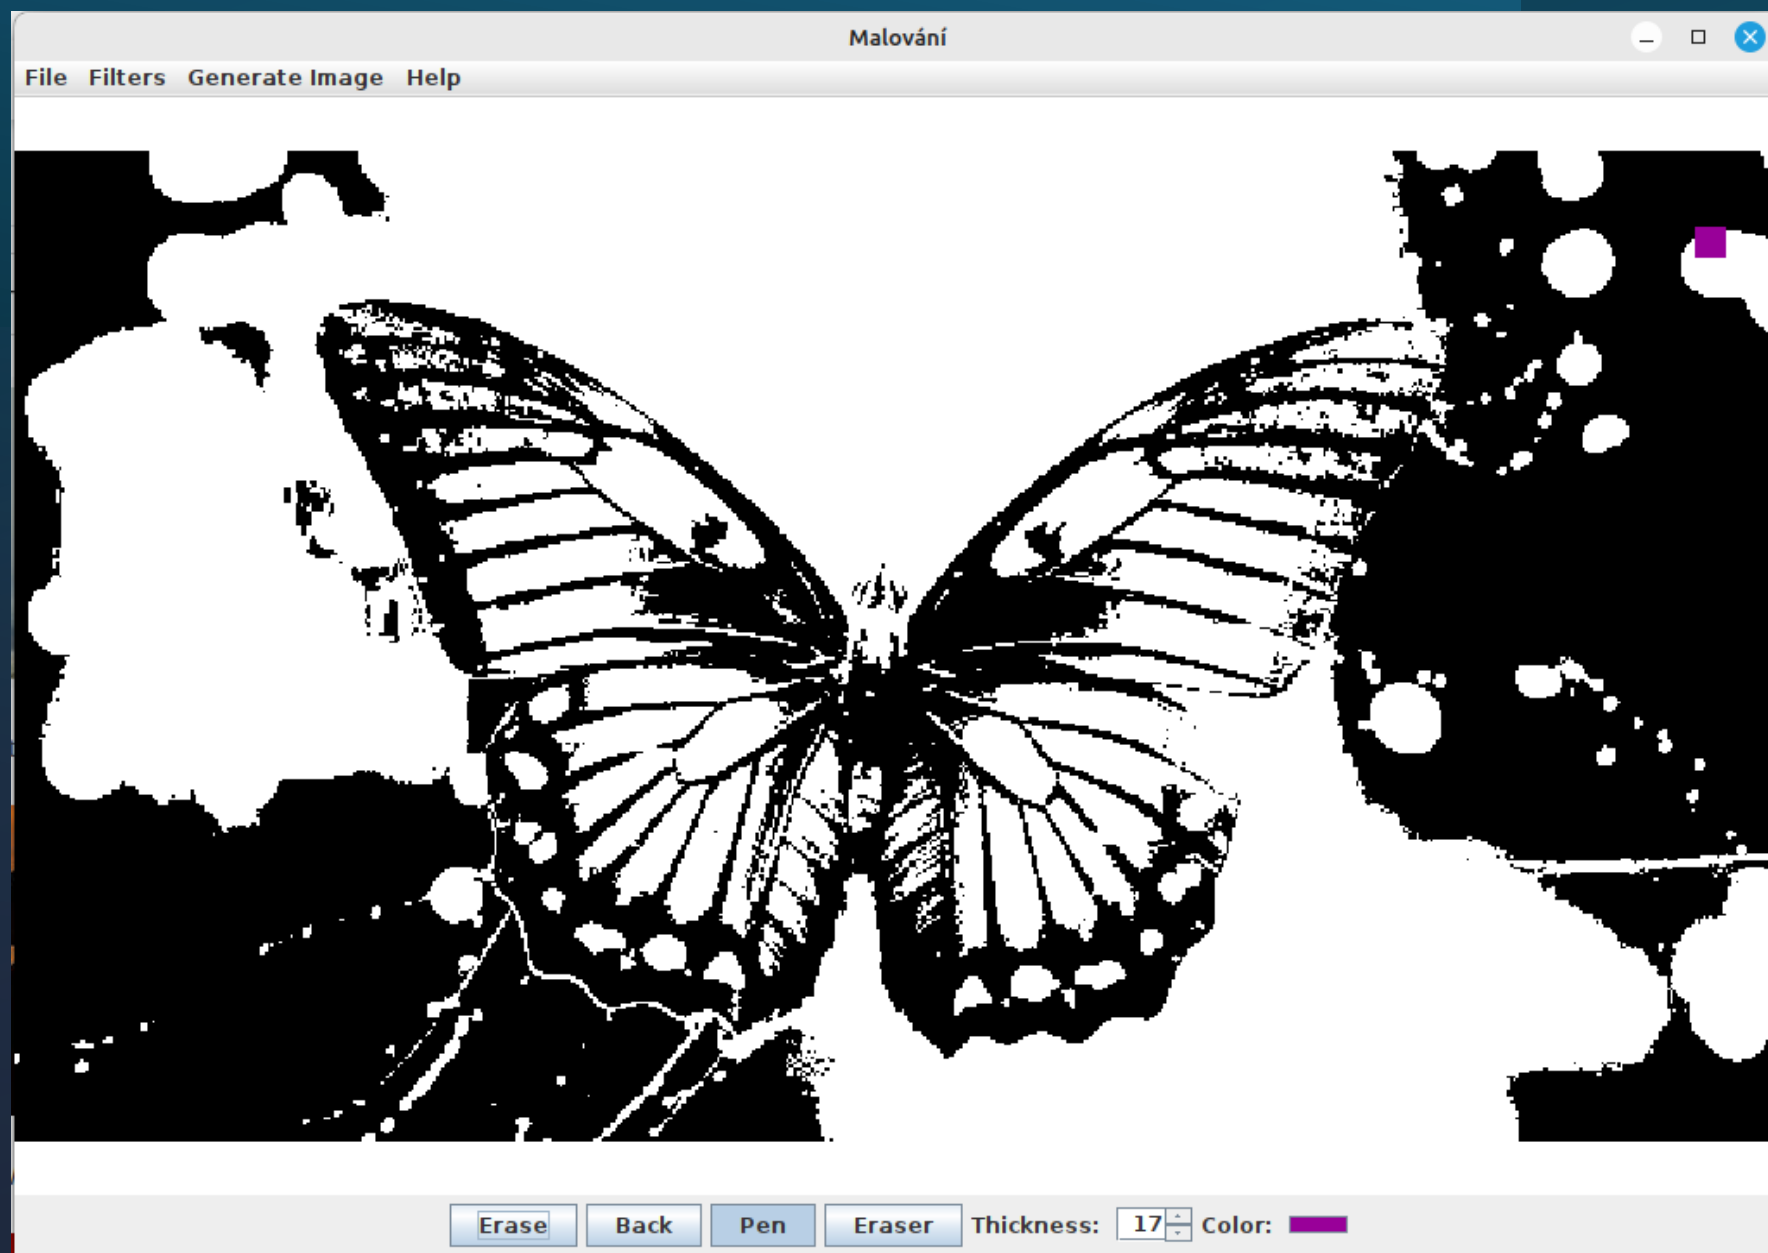 Malování
File Filters Generate Image Help
Erase Back Pen Eraser Thickness: 17 Color: